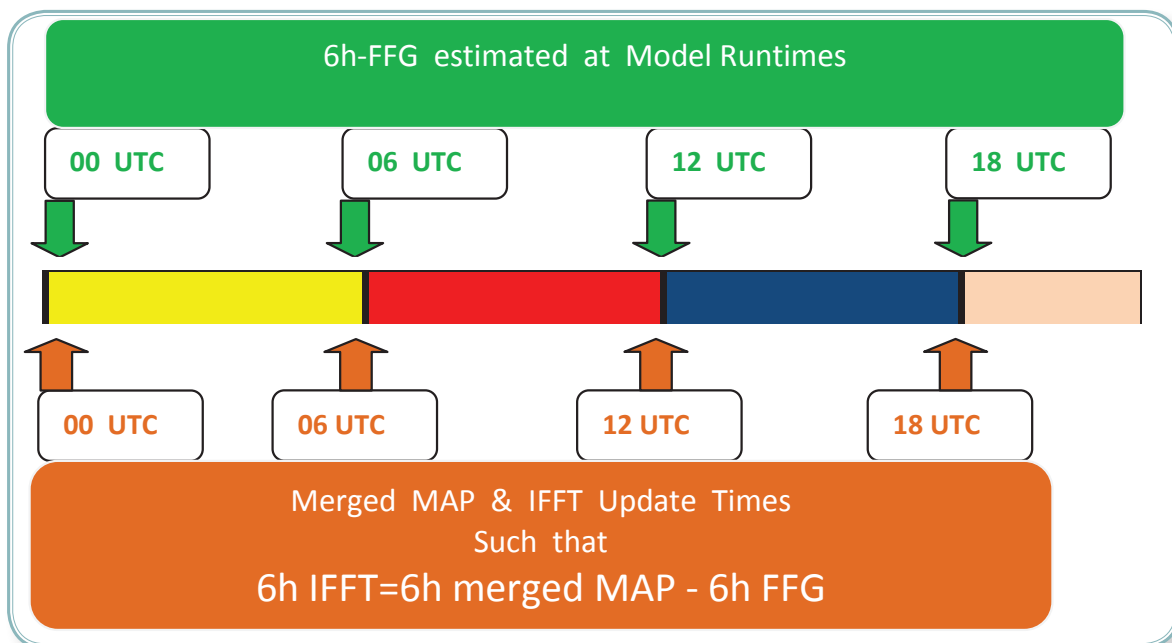 6h-FFG estimated at Model Runtimes
00 UTC
06 UTC
12 UTC
18 UTC
00 UTC
06 UTC
12 UTC
18 UTC
Merged MAP & IFFT Update Times
Such that
6h IFFT=6h merged MAP - 6h FFG